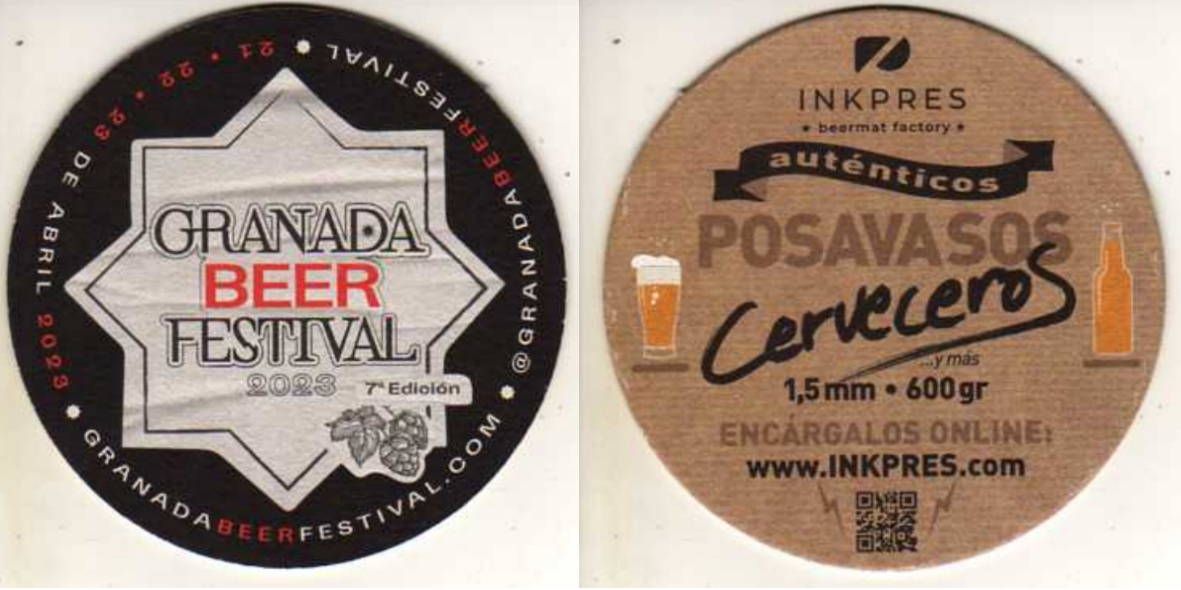 21 • 22 • 23 DE ABRIL 2023
@GRANADABEERFESTIVAL
GRANADA
BEER
FESTIVAL
2023
7ª Edición
GRANADABEERFESTIVAL.COM
INKPRES
★ beermat factory ★
auténticos
POSAVASOS
Cerveceros
...y más
1,5 mm • 600 gr
ENCÁRGALOS ONLINE:
www.INKPRES.com